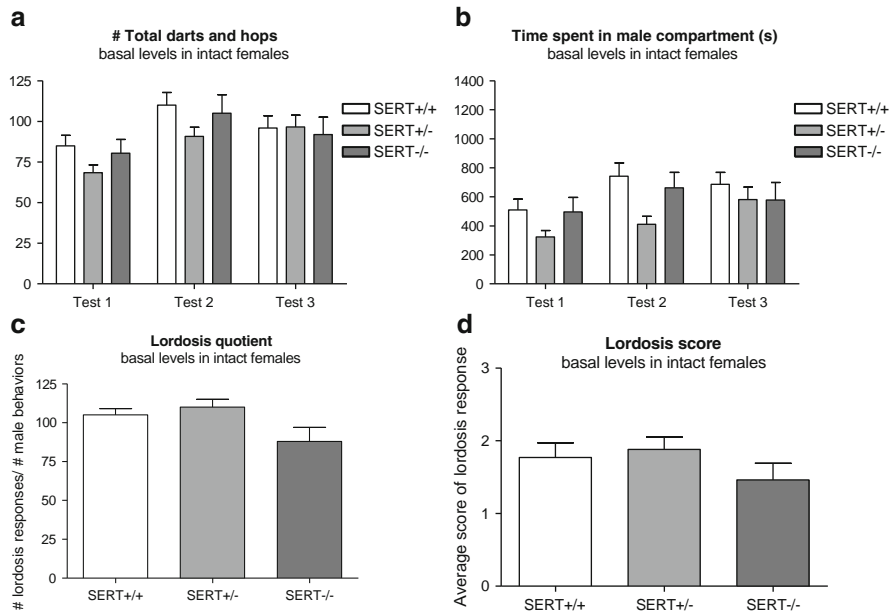 a
# Total darts and hops
basal levels in intact females
125
100
75
50
25
0
Test 1 Test 2 Test 3
SERT+/+
SERT+/-
SERT-/-
b
Time spent in male compartment (s)
basal levels in intact females
1400
1200
1000
800
600
400
200
0
Test 1 Test 2 Test 3
SERT+/+
SERT+/-
SERT-/-
c
Lordosis quotient
basal levels in intact females
# lordosis responses/ # male behaviors
125
100
75
50
25
0
SERT+/+ SERT+/- SERT-/-
d
Lordosis score
basal levels in intact females
Average score of lordosis response
3
2
1
0
SERT+/+ SERT+/- SERT-/-